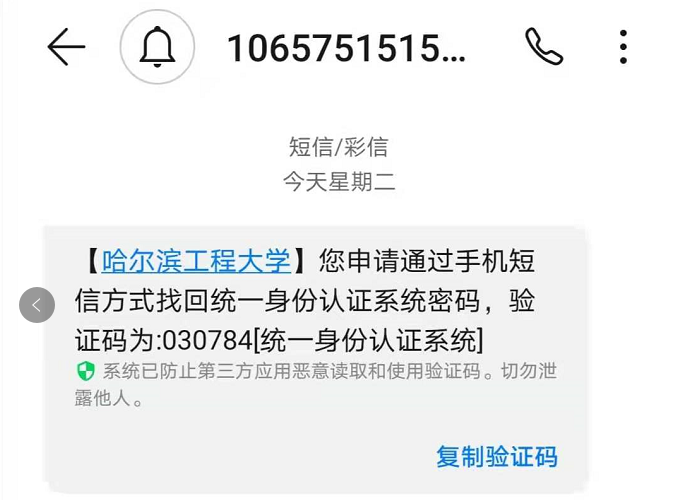 1065751515...
短信/彩信
今天星期二
【哈尔滨工程大学】您申请通过手机短
信方式找回统一身份认证系统密码，验
证码为:030784[统一身份认证系统]
系统已防止第三方应用恶意读取和使用验证码。切勿泄
露他人。
复制验证码